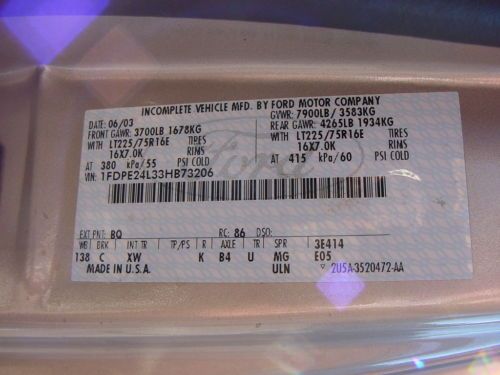 INCOMPLETE VEHICLE MFD. BY FORD MOTOR COMPANY
DATE: 06/03 GVWR: 7900LB/ 3583KG
FRONT GAWR: 3700LB 1678KG REAR GAWR: 4265LB 1934KG
WITH LT225/75R16E TIRES WITH LT225/75R16E TIRES
16X7.0K RIMS 16X7.0K RIMS
AT 380 kPa/55 PSI COLD AT 415 kPa/60 PSI COLD
VIN: 1FDPE24L33HB73206
Ford
EXT PNT: BQ RC: 86 DSO:
WB BRK INT TR TP/PS R AXLE TR SPR 3E414
138 C XW K B4 U MG E05
MADE IN U.S.A. ULN 2U5A-3520472-AA